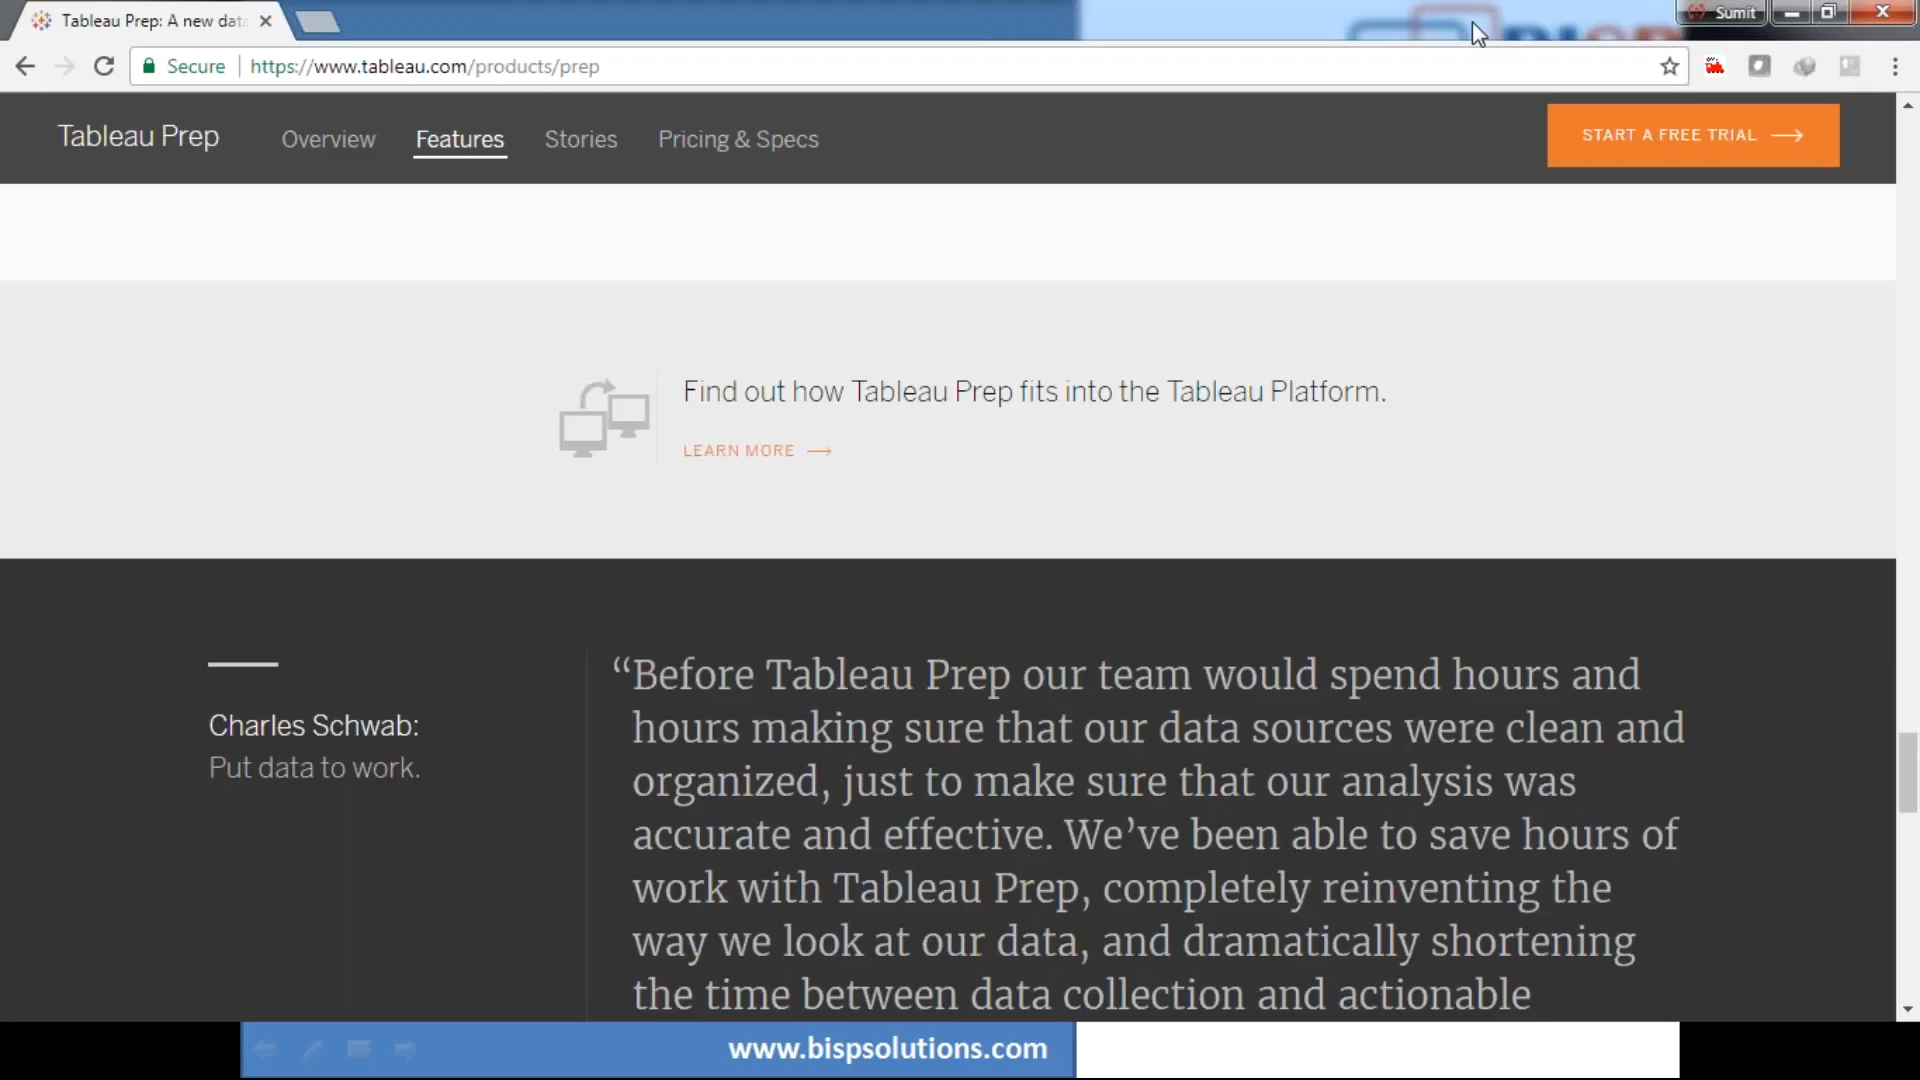 Tableau Prep: A new data
Sumit
Secure
https://www.tableau.com/products/prep
Tableau Prep
Overview
Features
Stories
Pricing & Specs
START A FREE TRIAL
Find out how Tableau Prep fits into the Tableau Platform.
LEARN MORE
Charles Schwab:
Put data to work.
“Before Tableau Prep our team would spend hours and
hours making sure that our data sources were clean and
organized, just to make sure that our analysis was
accurate and effective. We’ve been able to save hours of
work with Tableau Prep, completely reinventing the
way we look at our data, and dramatically shortening
the time between data collection and actionable
www.bispsolutions.com